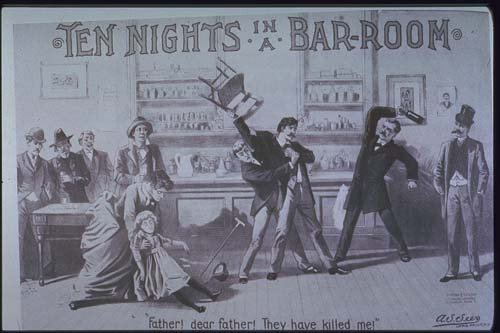 TEN NIGHTS IN A BAR-ROOM
"Father! dear father! They have killed me!"